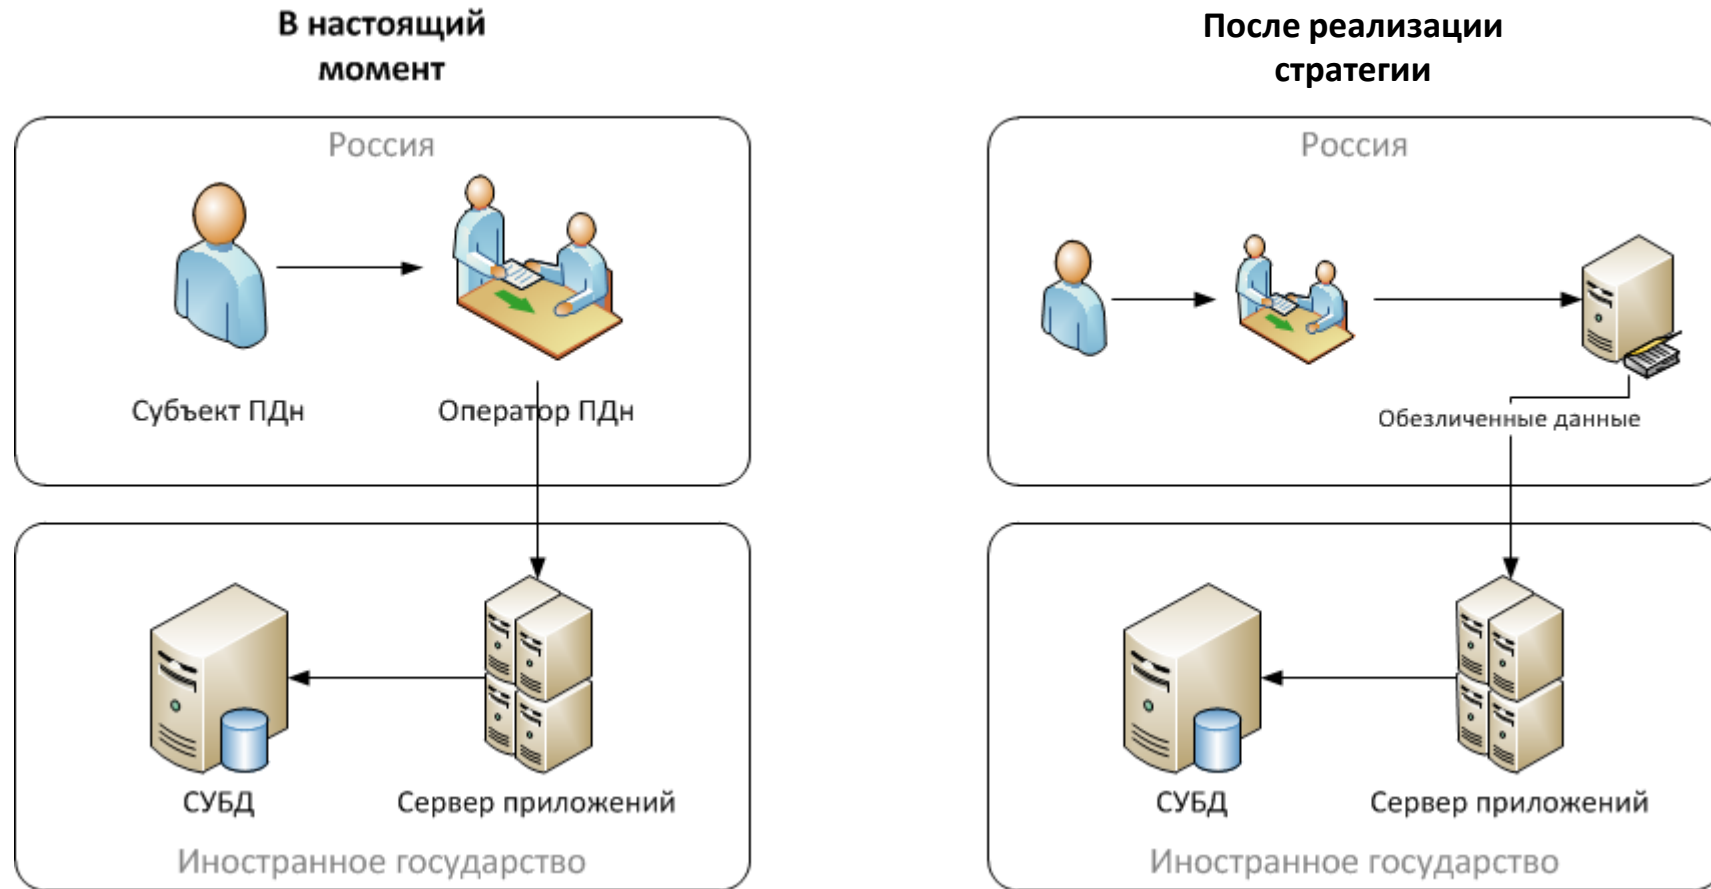 В настоящий
момент
Россия
Субъект ПДн
Оператор ПДн
СУБД
Сервер приложений
Иностранное государство
После реализации
стратегии
Россия
Обезличенные данные
СУБД
Сервер приложений
Иностранное государство